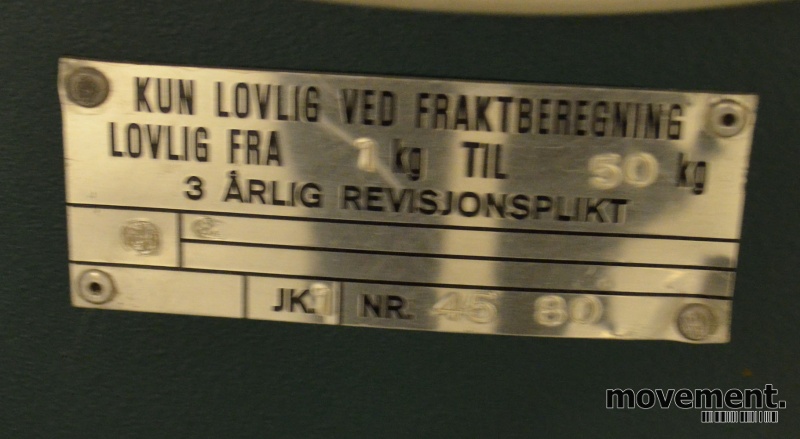 KUN LOVLIG VED FRAKTBEREGNING
LOVLIG FRA 1 kg TIL 50 kg
3 ÅRLIG REVISJONSPLIKT
JK. 1 NR. 45 80
movement.